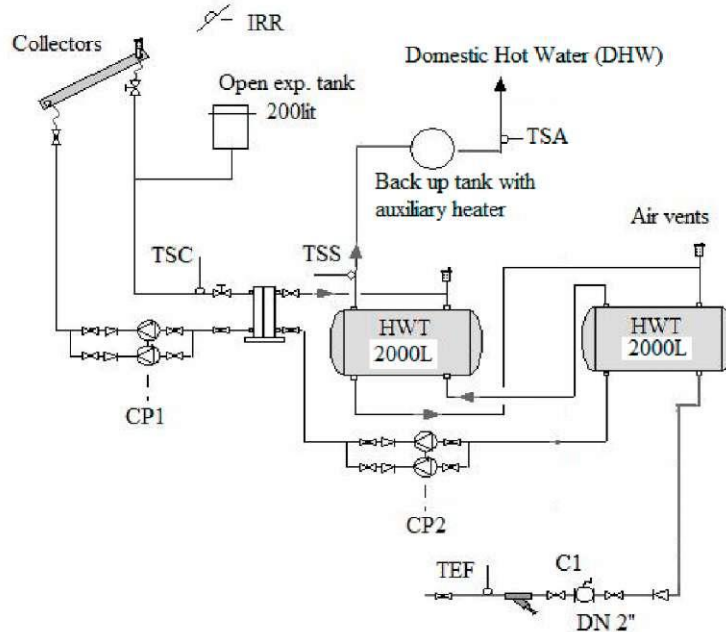 IRR
Collectors
Open exp. tank
200lit
Domestic Hot Water (DHW)
TSA
Back up tank with
auxiliary heater
Air vents
TSC
TSS
HWT
2000L
HWT
2000L
CP1
CP2
TEF
C1
DN 2"